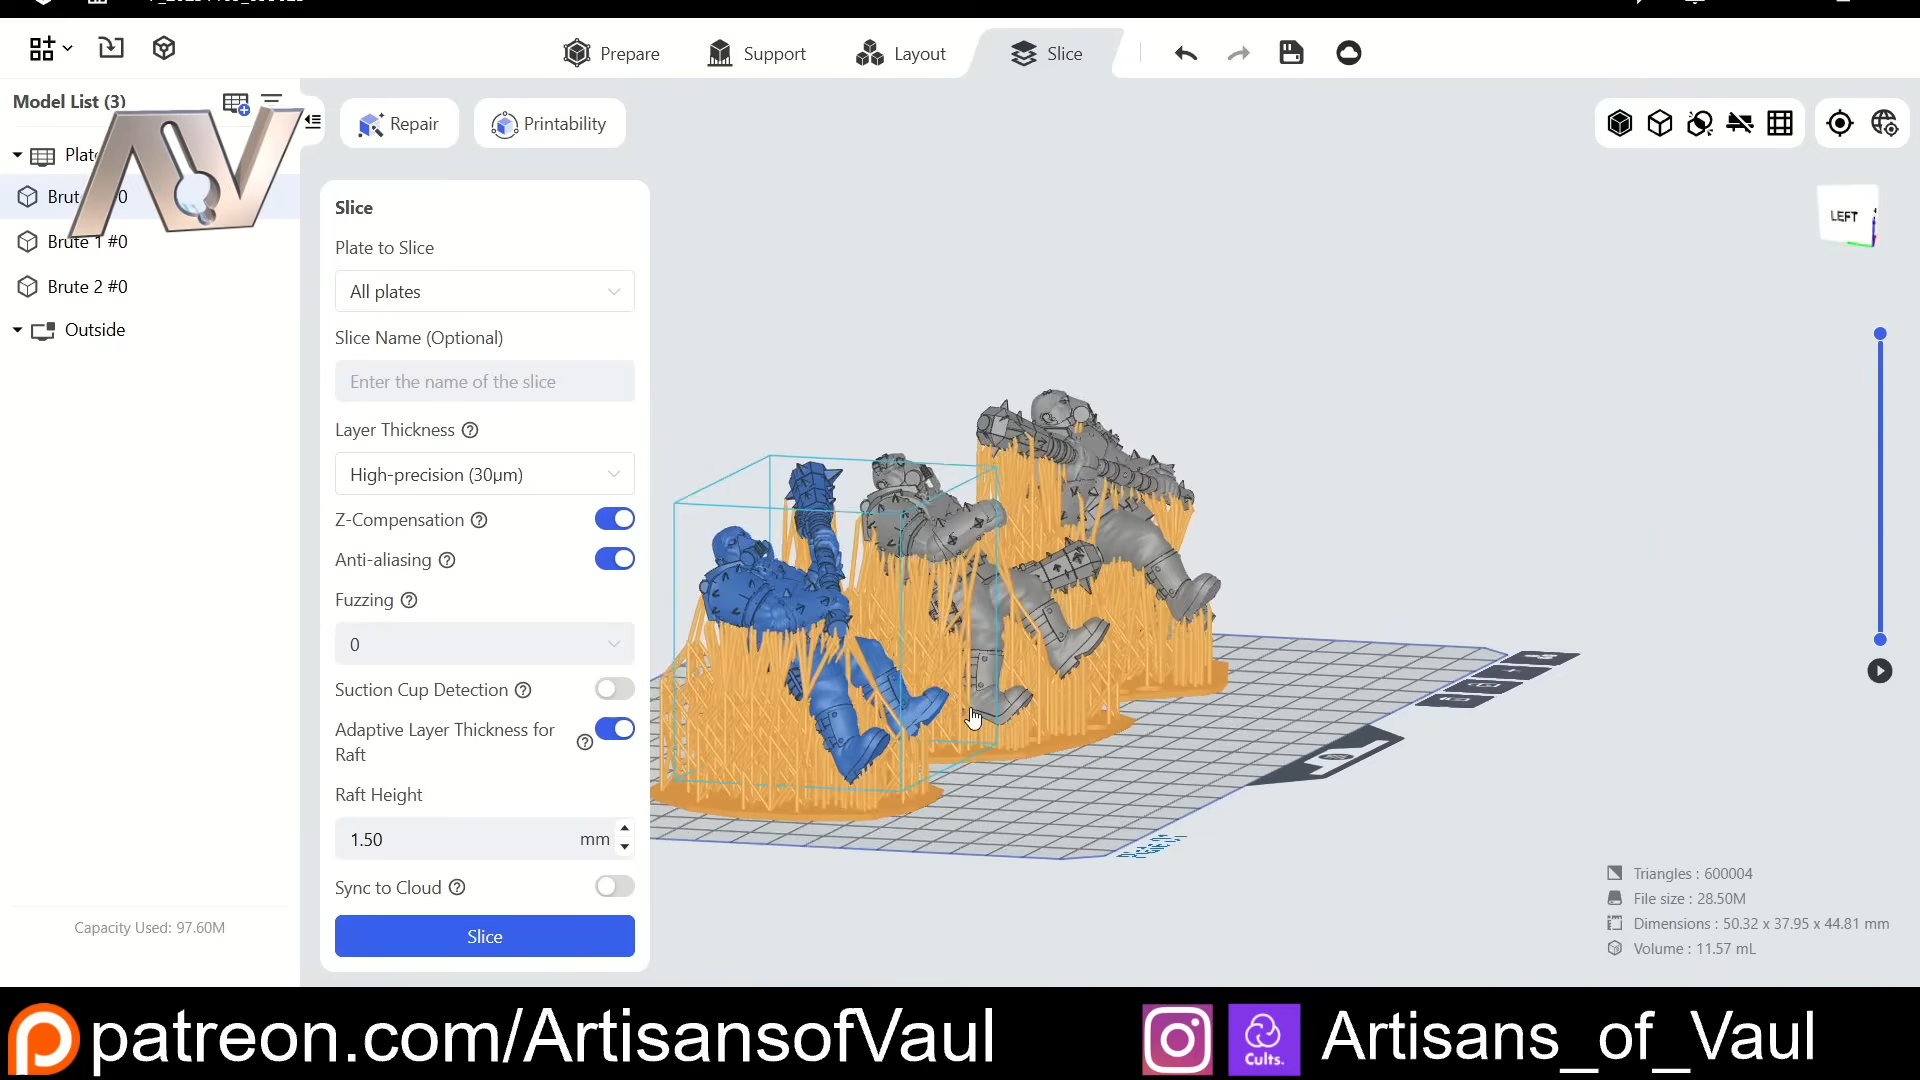 Prepare
Support
Layout
Slice
Model List (3)
Repair
Printability
Plat
Brut 0
Brute 1 #0
Brute 2 #0
Outside
LEFT
Slice
Plate to Slice
All plates
Slice Name (Optional)
Enter the name of the slice
Layer Thickness
High-precision (30μm)
Z-Compensation
Anti-aliasing
Fuzzing
0
Suction Cup Detection
Adaptive Layer Thickness for
Raft
Raft Height
1.50 mm
Sync to Cloud
Slice
Capacity Used: 97.60M
Triangles : 600004
File size : 28.50M
Dimensions : 50.32 x 37.95 x 44.81 mm
Volume : 11.57 mL
AV
patreon.com/ArtisansofVaul
Cults.
Artisans_of_Vaul